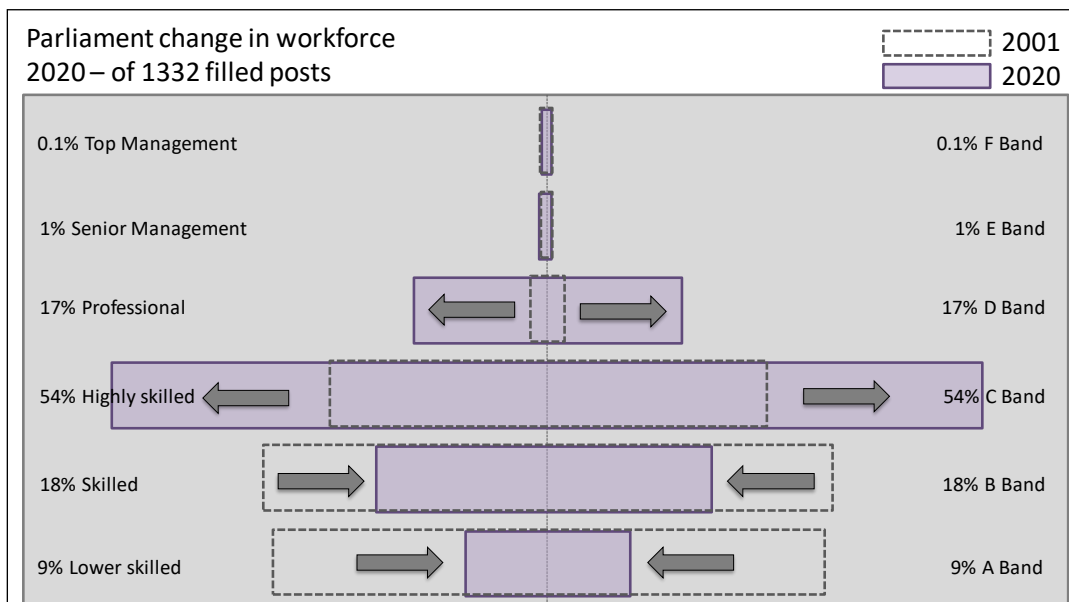 Parliament change in workforce
2020 – of 1332 filled posts
2001
2020
0.1% Top Management
0.1% F Band
1% Senior Management
1% E Band
17% Professional
17% D Band
54% Highly skilled
54% C Band
18% Skilled
18% B Band
9% Lower skilled
9% A Band